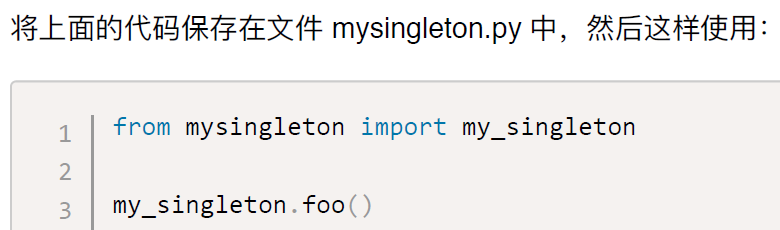 将上面的代码保存在文件 mysingleton.py 中，然后这样使用：
1 from mysingleton import my_singleton
2
3 my_singleton.foo()